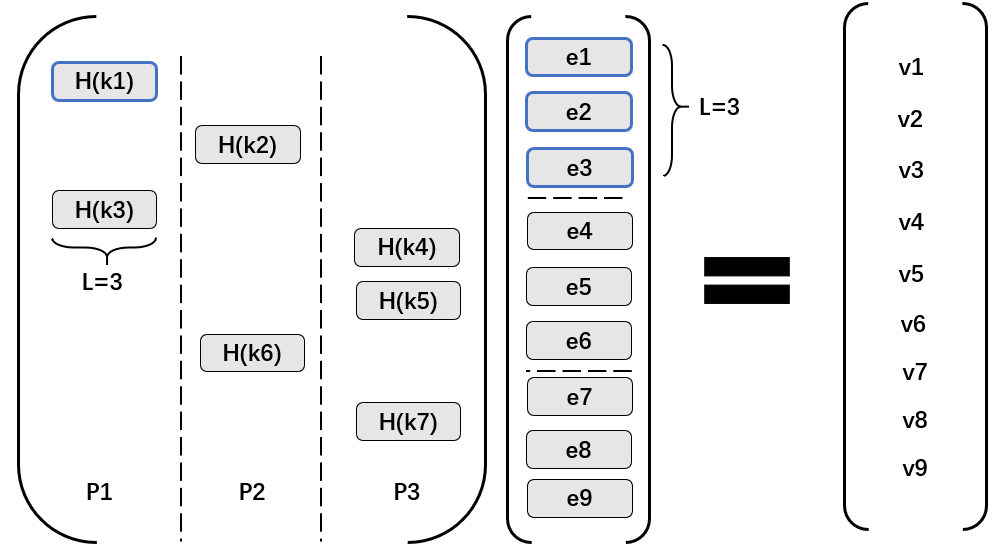 H(k1)
H(k2)
H(k3)
L=3
H(k4)
H(k5)
H(k6)
H(k7)
P1
P2
P3
e1
e2
e3
L=3
e4
e5
e6
e7
e8
e9
v1
v2
v3
v4
v5
v6
v7
v8
v9